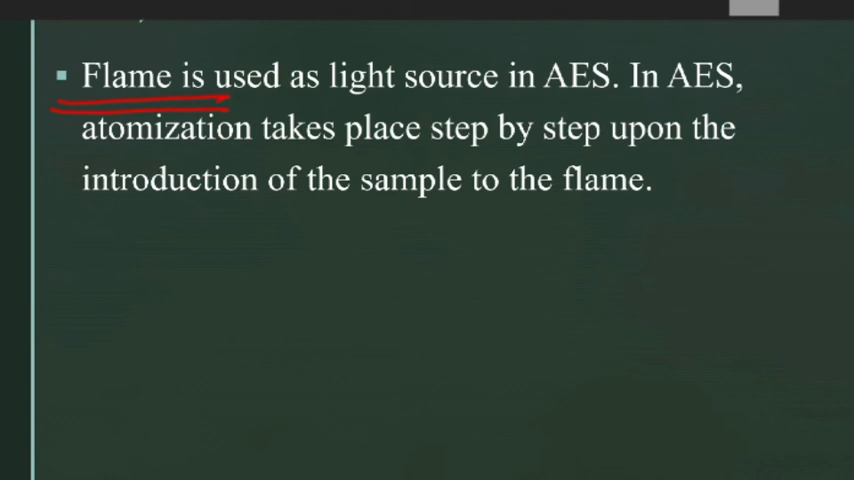 Flame is used as light source in AES. In AES,
atomization takes place step by step upon the
introduction of the sample to the flame.